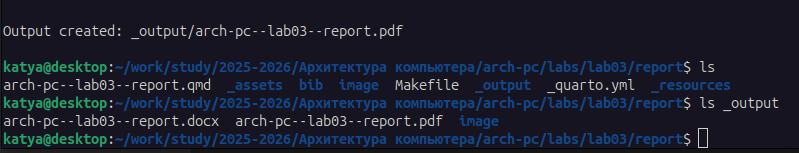 Output created: _output/arch-pc--lab03--report.pdf
katya@desktop:~/work/study/2025-2026/Архитектура компьютера/arch-pc/labs/lab03/report$ ls
arch-pc--lab03--report.qmd  _assets  bib  image  Makefile  _output  _quarto.yml  _resources
katya@desktop:~/work/study/2025-2026/Архитектура компьютера/arch-pc/labs/lab03/report$ ls _output
arch-pc--lab03--report.docx  arch-pc--lab03--report.pdf  image
katya@desktop:~/work/study/2025-2026/Архитектура компьютера/arch-pc/labs/lab03/report$